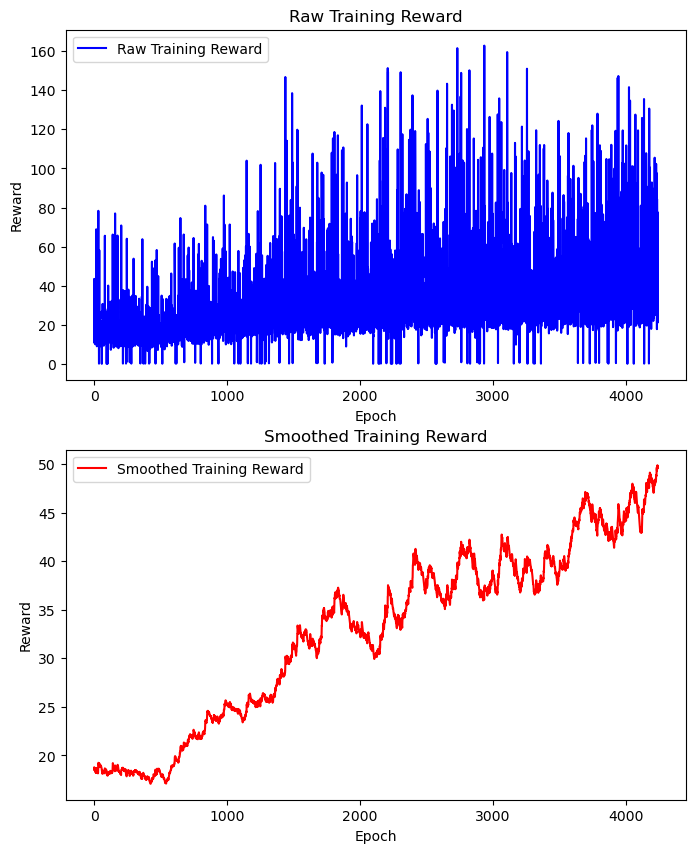 Raw Training Reward
Raw Training Reward
160
140
120
100
80
60
40
20
0
Reward
0 1000 2000 3000 4000
Epoch
Smoothed Training Reward
Smoothed Training Reward
50
45
40
35
30
25
20
Reward
0 1000 2000 3000 4000
Epoch